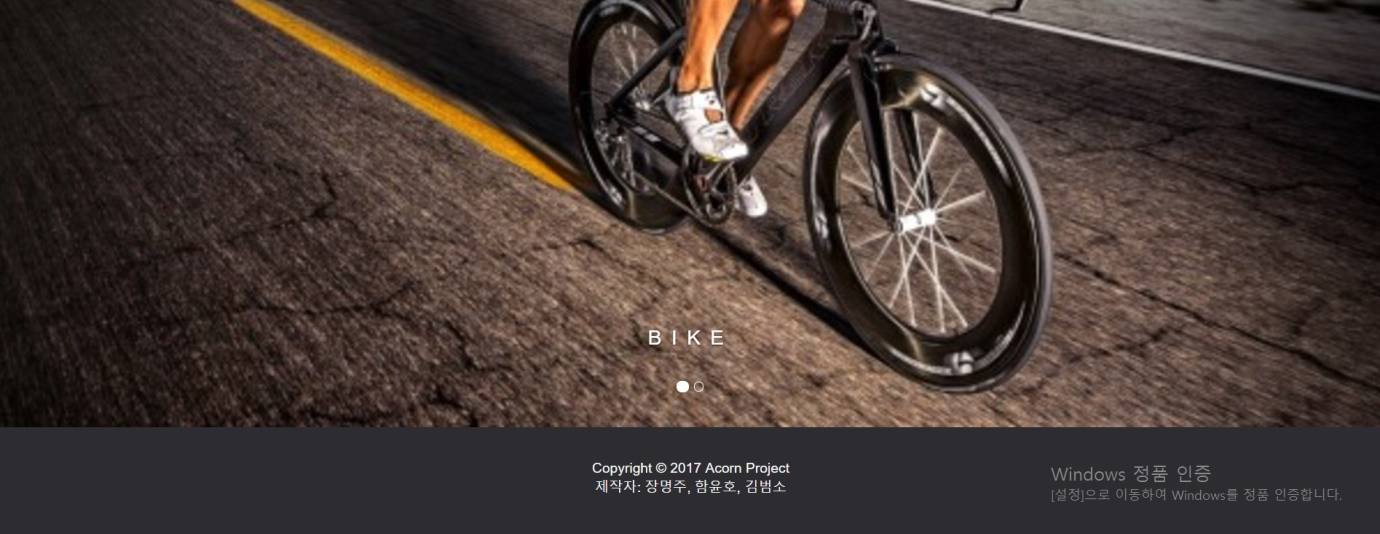 BIKE
Copyright © 2017 Acorn Project
제작자: 장명주, 함윤호, 김범소
Windows 정품 인증
[설정]으로 이동하여 Windows를 정품 인증합니다.